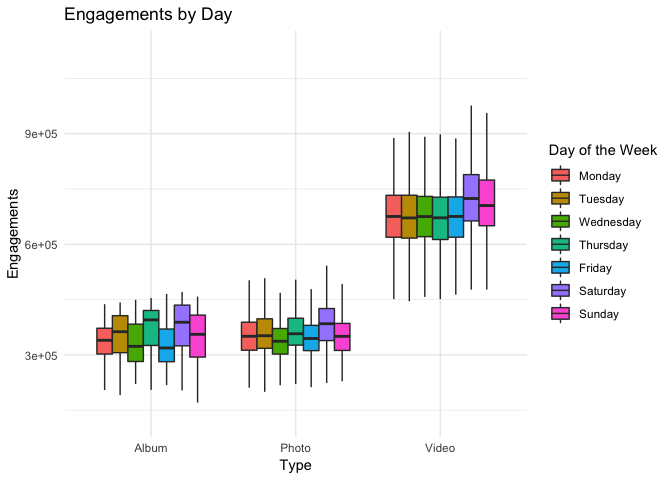 Engagements by Day
9e+05
6e+05
3e+05
Engagements
Album
Photo
Video
Type
Day of the Week
Monday
Tuesday
Wednesday
Thursday
Friday
Saturday
Sunday